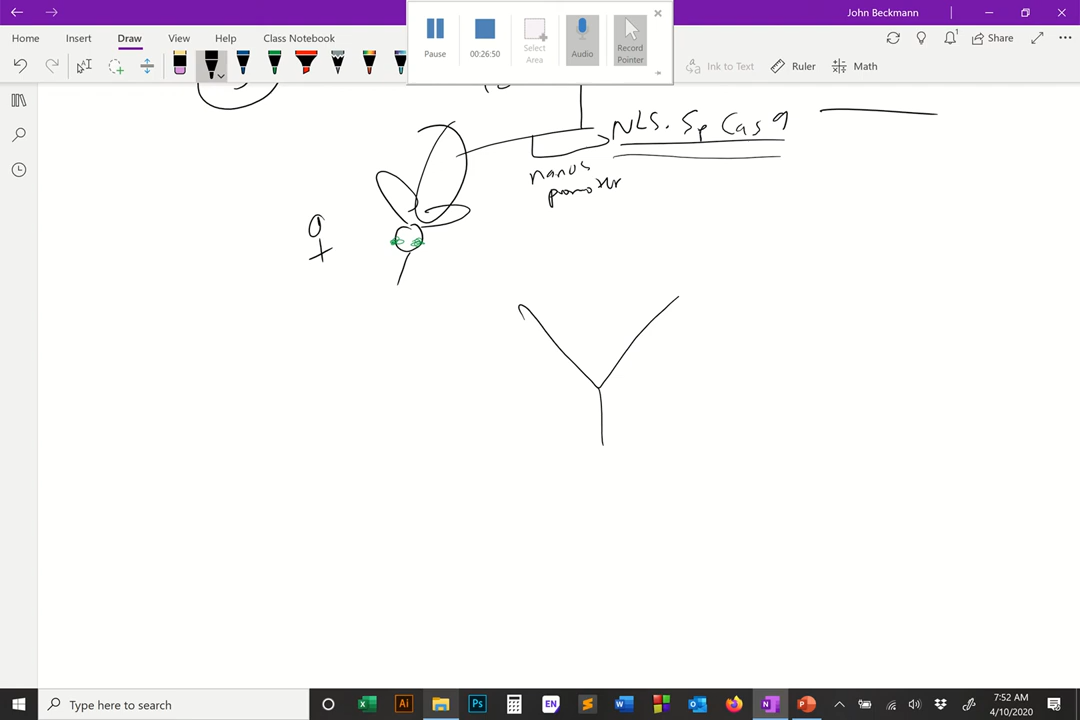 John Beckmann
Pause
00:26:50
Select Area
Audio
Record Pointer
Home Insert Draw View Help Class Notebook
Share
Ink to Text
Ruler
Math
NLS. Sp Cas9
nanos
promoter
Type here to search
EN
7:52 AM
4/10/2020